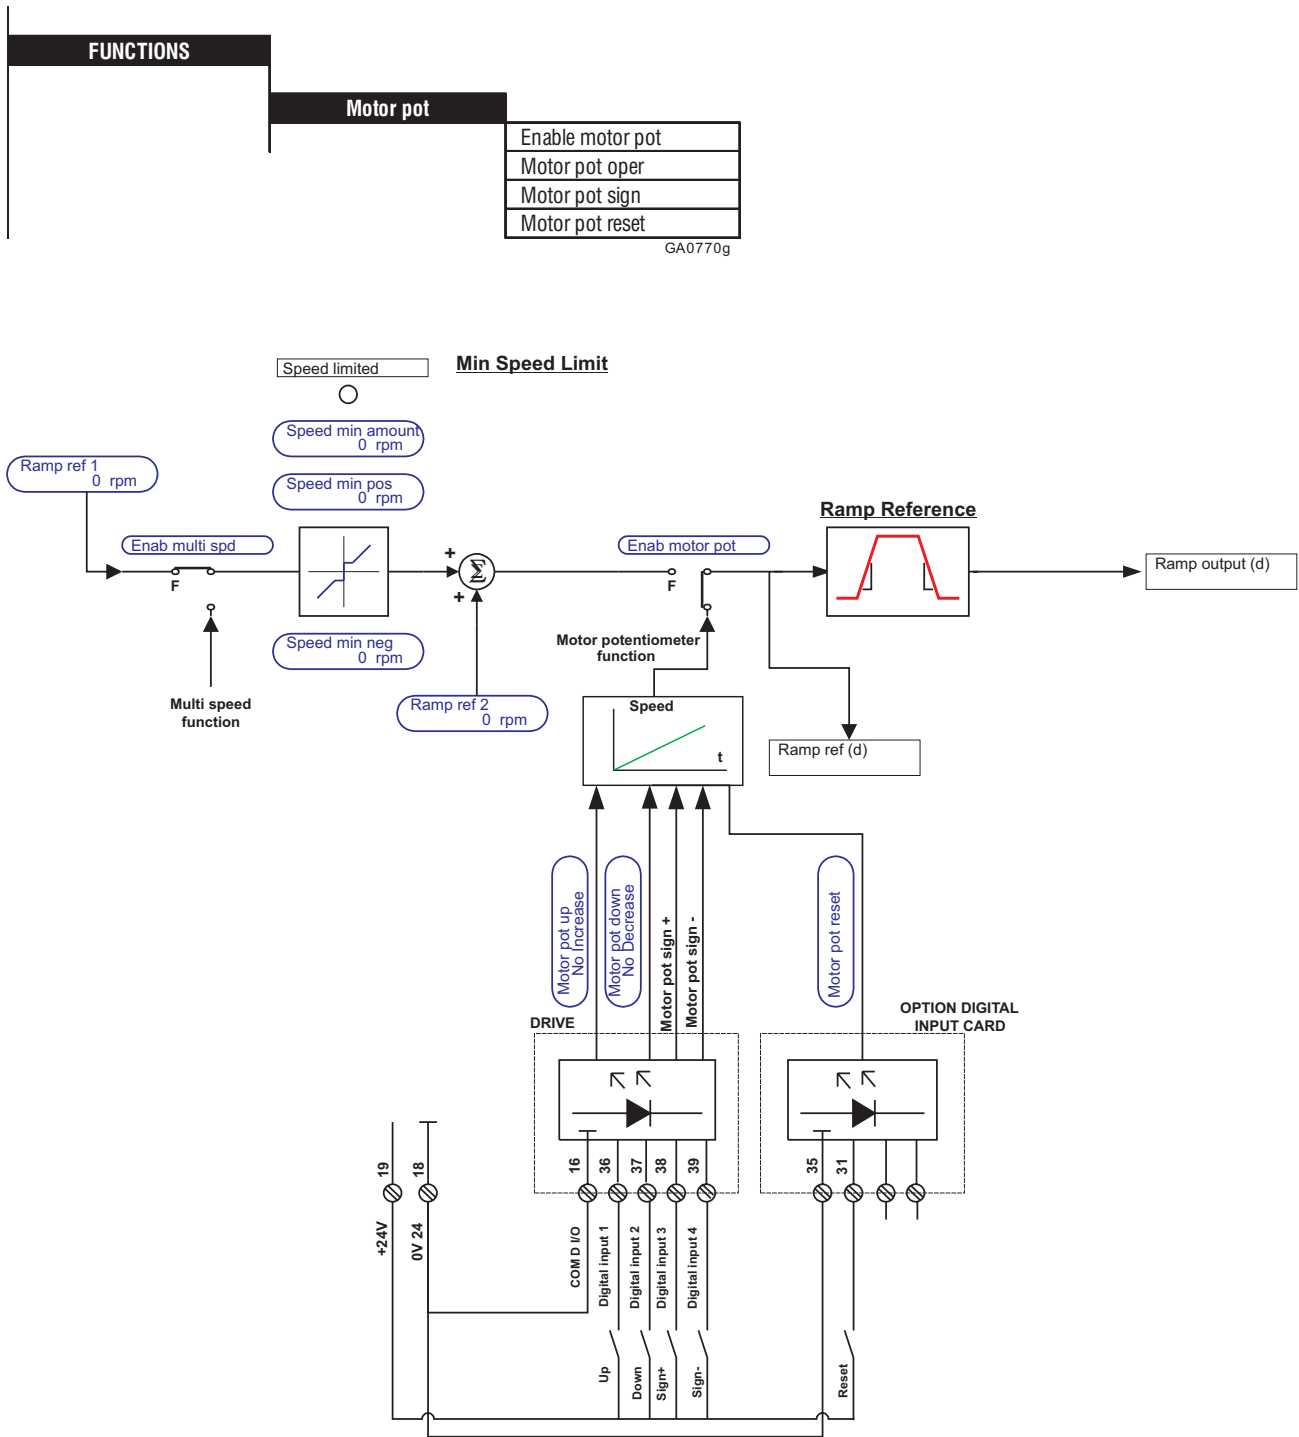 FUNCTIONS
Motor pot
Enable motor pot
Motor pot oper
Motor pot sign
Motor pot reset
GA0770g
Speed limited
Min Speed Limit
Speed min amount
0 rpm
Ramp ref 1
0 rpm
Speed min pos
0 rpm
Ramp Reference
Enab multi spd
Enab motor pot
F
+
Σ
+
F
Ramp output (d)
Speed min neg
0 rpm
Motor potentiometer
function
Multi speed
function
Ramp ref 2
0 rpm
Speed
t
Ramp ref (d)
Motor pot up
No Increase
Motor pot down
No Decrease
Motor pot sign +
Motor pot sign -
Motor pot reset
DRIVE
OPTION DIGITAL
INPUT CARD
19
18
16
36
37
38
39
35
31
+24V
0V 24
COM D I/O
Digital input 1
Digital input 2
Digital input 3
Digital input 4
Up
Down
Sign+
Sign-
Reset